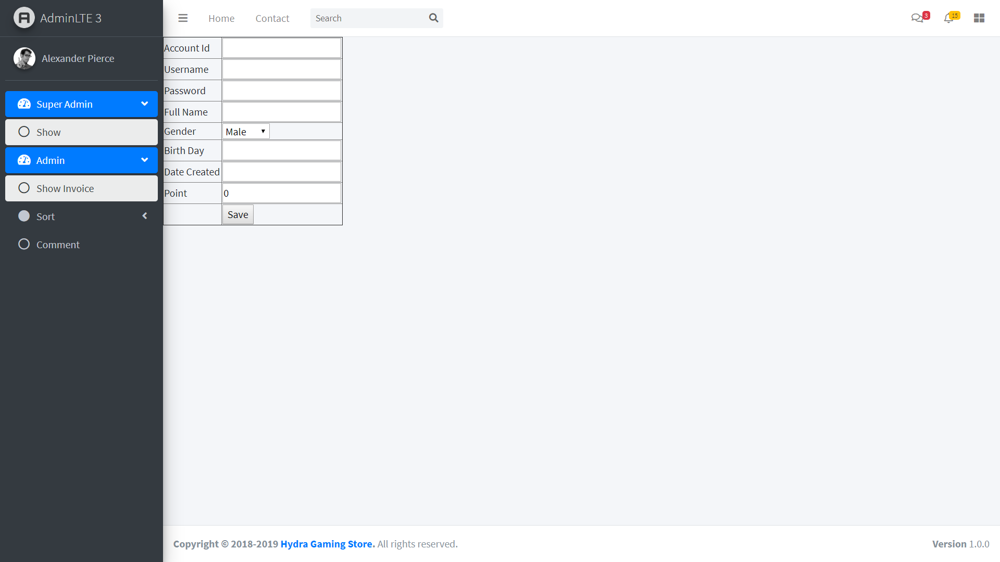 AdminLTE 3
Home
Contact
Search
3
15
Alexander Pierce
Super Admin
Show
Admin
Show Invoice
Sort
Comment
Account Id
Username
Password
Full Name
Gender Male
Birth Day
Date Created
Point 0
Save
Copyright © 2018-2019 Hydra Gaming Store. All rights reserved.
Version 1.0.0